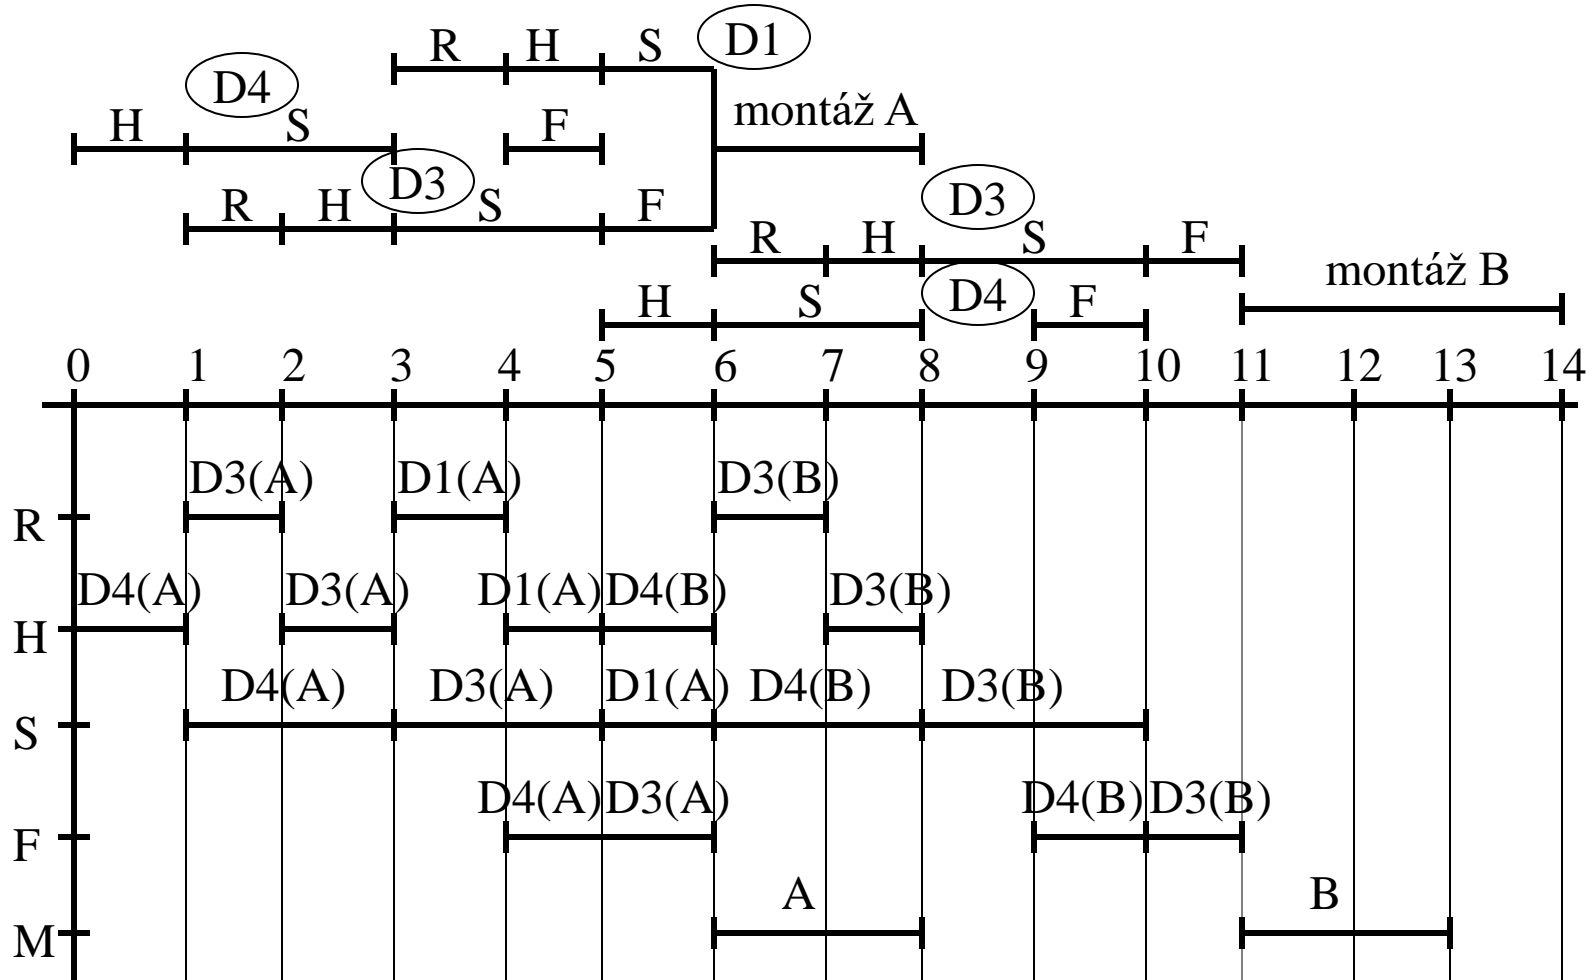 R H S D1
D4
H S F montáž A
R H D3 S F
D3
R H S F
montáž B
H S D4 F
0 1 2 3 4 5 6 7 8 9 10 11 12 13 14
D3(A) D1(A) D3(B)
R
D4(A) D3(A) D1(A) D4(B) D3(B)
H
D4(A) D3(A) D1(A) D4(B) D3(B)
S
D4(A) D3(A) D4(B) D3(B)
F
A B
M